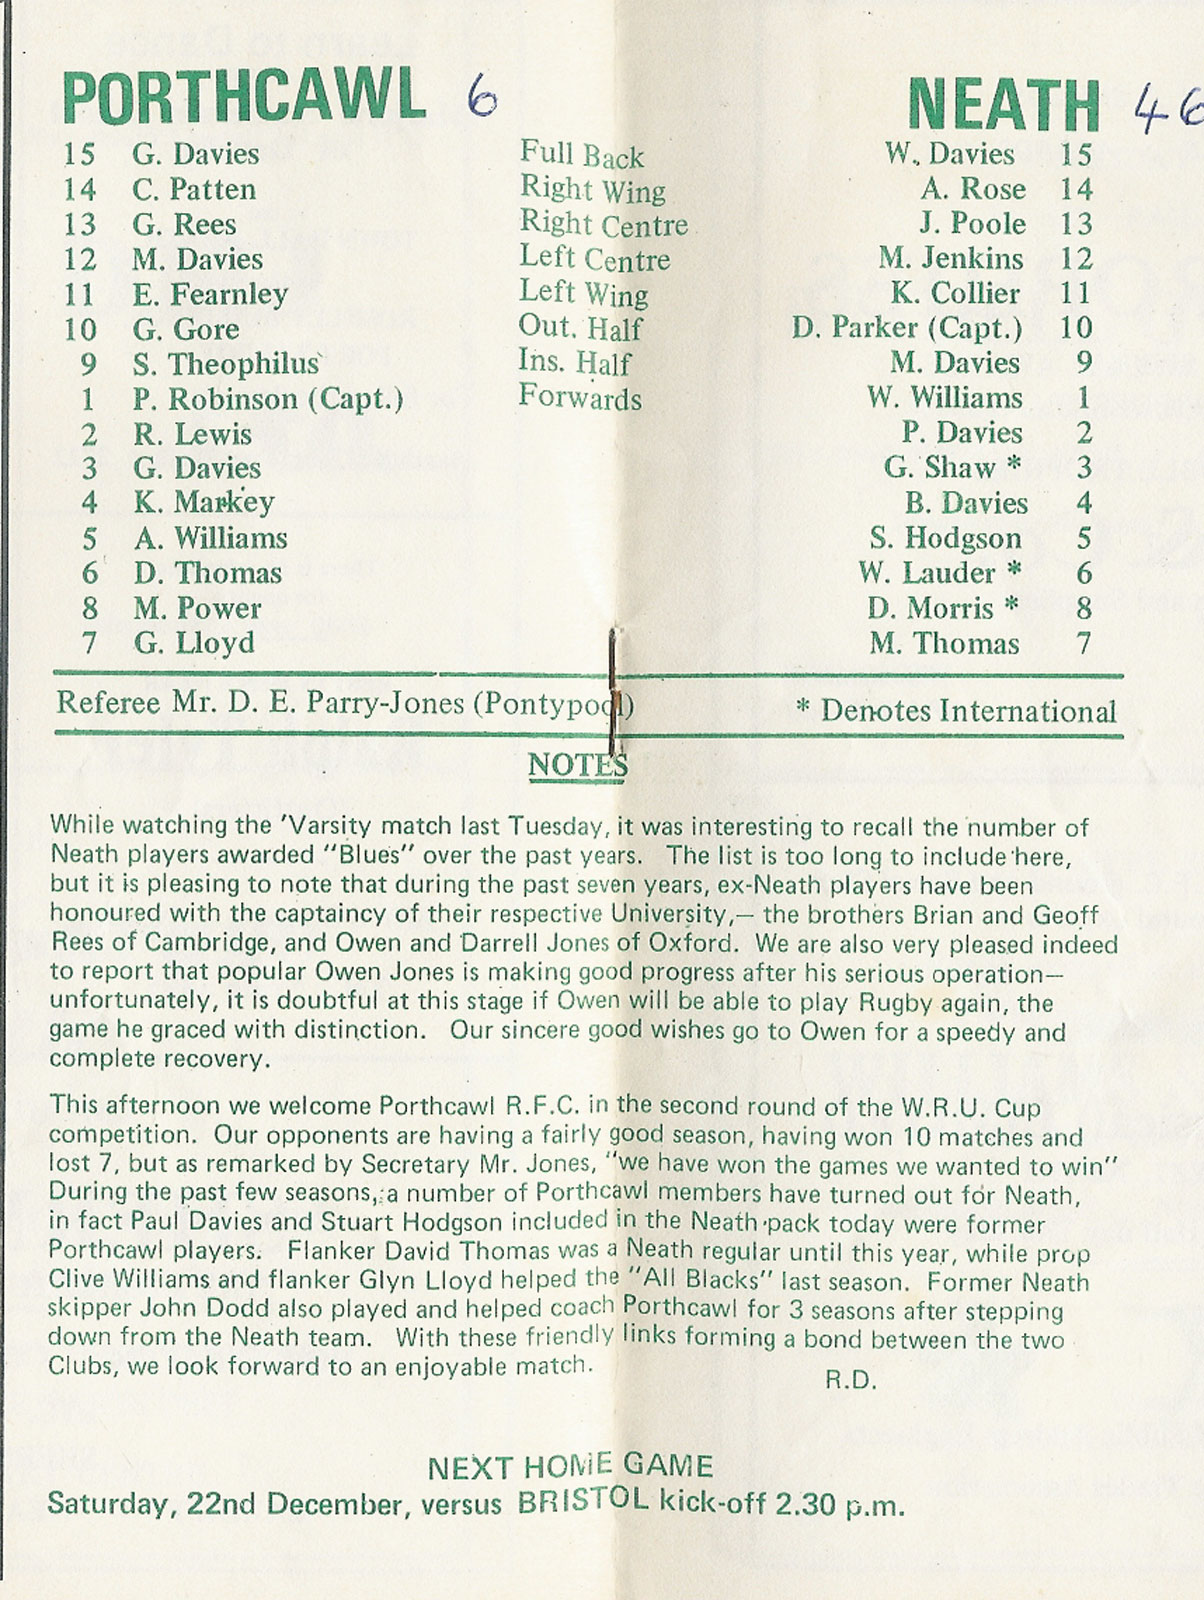 PORTHCAWL 6 NEATH 46
15 G. Davies Full Back W. Davies 15
14 C. Patten Right Wing A. Rose 14
13 G. Rees Right Centre J. Poole 13
12 M. Davies Left Centre M. Jenkins 12
11 E. Fearnley Left Wing K. Collier 11
10 G. Gore Out. Half D. Parker (Capt.) 10
9 S. Theophilus Ins. Half M. Davies 9
1 P. Robinson (Capt.) Forwards W. Williams 1
2 R. Lewis P. Davies 2
3 G. Davies G. Shaw * 3
4 K. Markey B. Davies 4
5 A. Williams S. Hodgson 5
6 D. Thomas W. Lauder * 6
8 M. Power D. Morris * 8
7 G. Lloyd M. Thomas 7
Referee Mr. D. E. Parry-Jones (Pontypool) * Denotes International
NOTES
While watching the 'Varsity match last Tuesday, it was interesting to recall the number of
Neath players awarded "Blues" over the past years. The list is too long to include here,
but it is pleasing to note that during the past seven years, ex-Neath players have been
honoured with the captaincy of their respective University,— the brothers Brian and Geoff
Rees of Cambridge, and Owen and Darrell Jones of Oxford. We are also very pleased indeed
to report that popular Owen Jones is making good progress after his serious operation—
unfortunately, it is doubtful at this stage if Owen will be able to play Rugby again, the
game he graced with distinction. Our sincere good wishes go to Owen for a speedy and
complete recovery.
This afternoon we welcome Porthcawl R.F.C. in the second round of the W.R.U. Cup
competition. Our opponents are having a fairly good season, having won 10 matches and
lost 7, but as remarked by Secretary Mr. Jones, "we have won the games we wanted to win"
During the past few seasons, a number of Porthcawl members have turned out for Neath,
in fact Paul Davies and Stuart Hodgson included in the Neath pack today were former
Porthcawl players. Flanker David Thomas was a Neath regular until this year, while prop
Clive Williams and flanker Glyn Lloyd helped the "All Blacks" last season. Former Neath
skipper John Dodd also played and helped coach Porthcawl for 3 seasons after stepping
down from the Neath team. With these friendly links forming a bond between the two
Clubs, we look forward to an enjoyable match.
R.D.
NEXT HOME GAME
Saturday, 22nd December, versus BRISTOL kick-off 2.30 p.m.